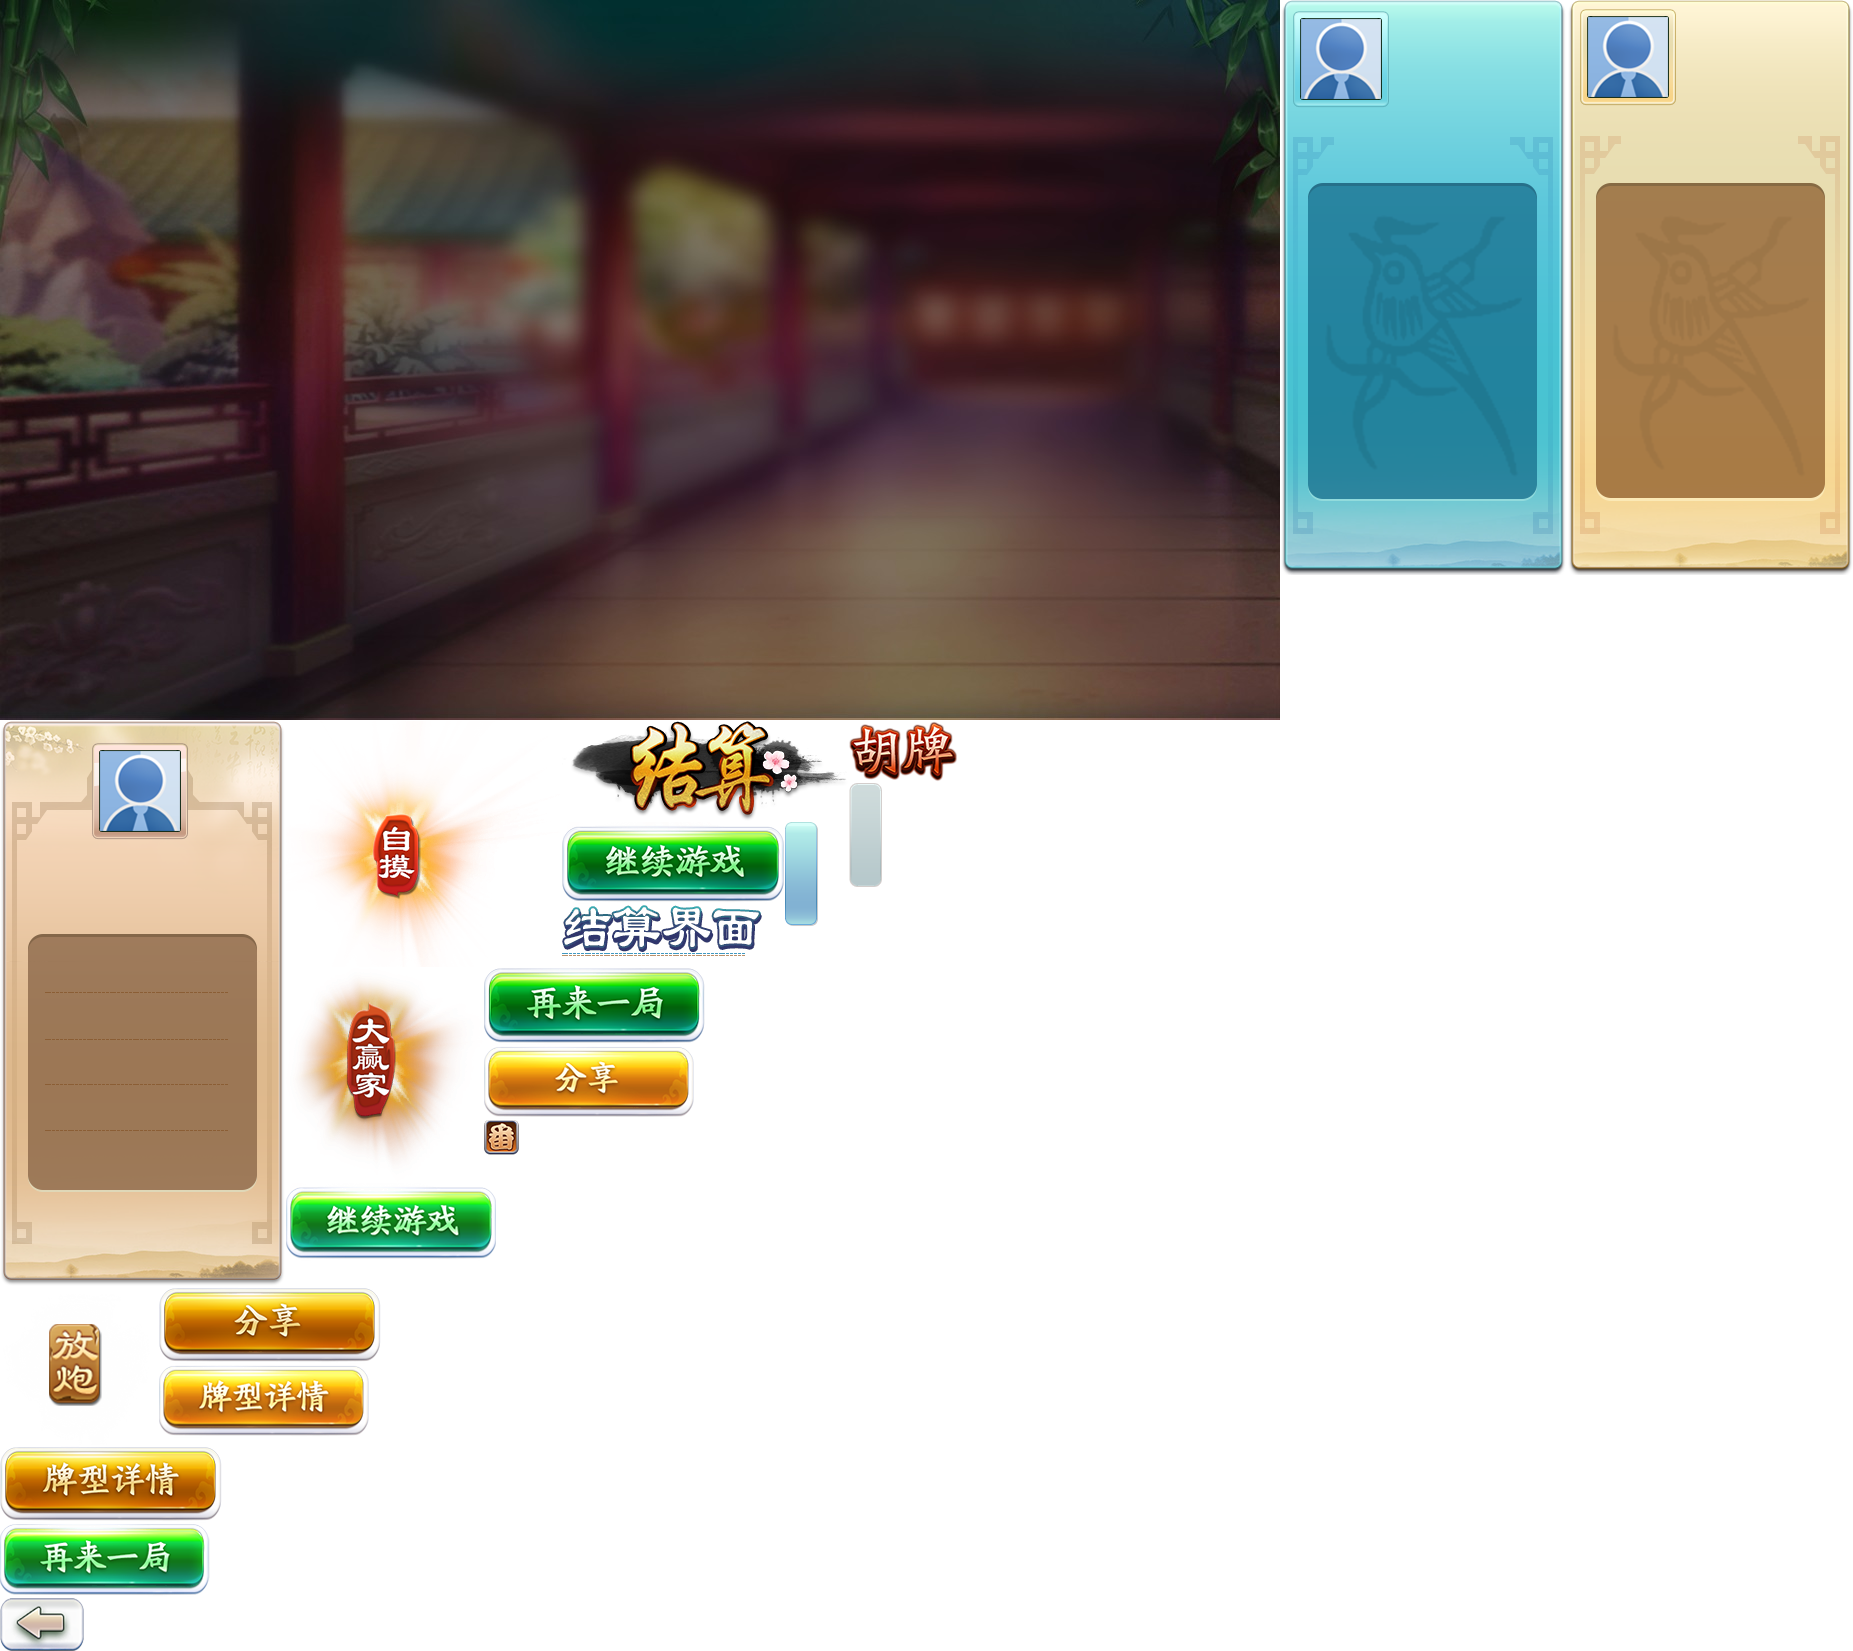 结算
胡牌
自摸
继续游戏
结算界面
再来一局
大赢家
分享
番
继续游戏
分享
放炮
牌型详情
牌型详情
再来一局